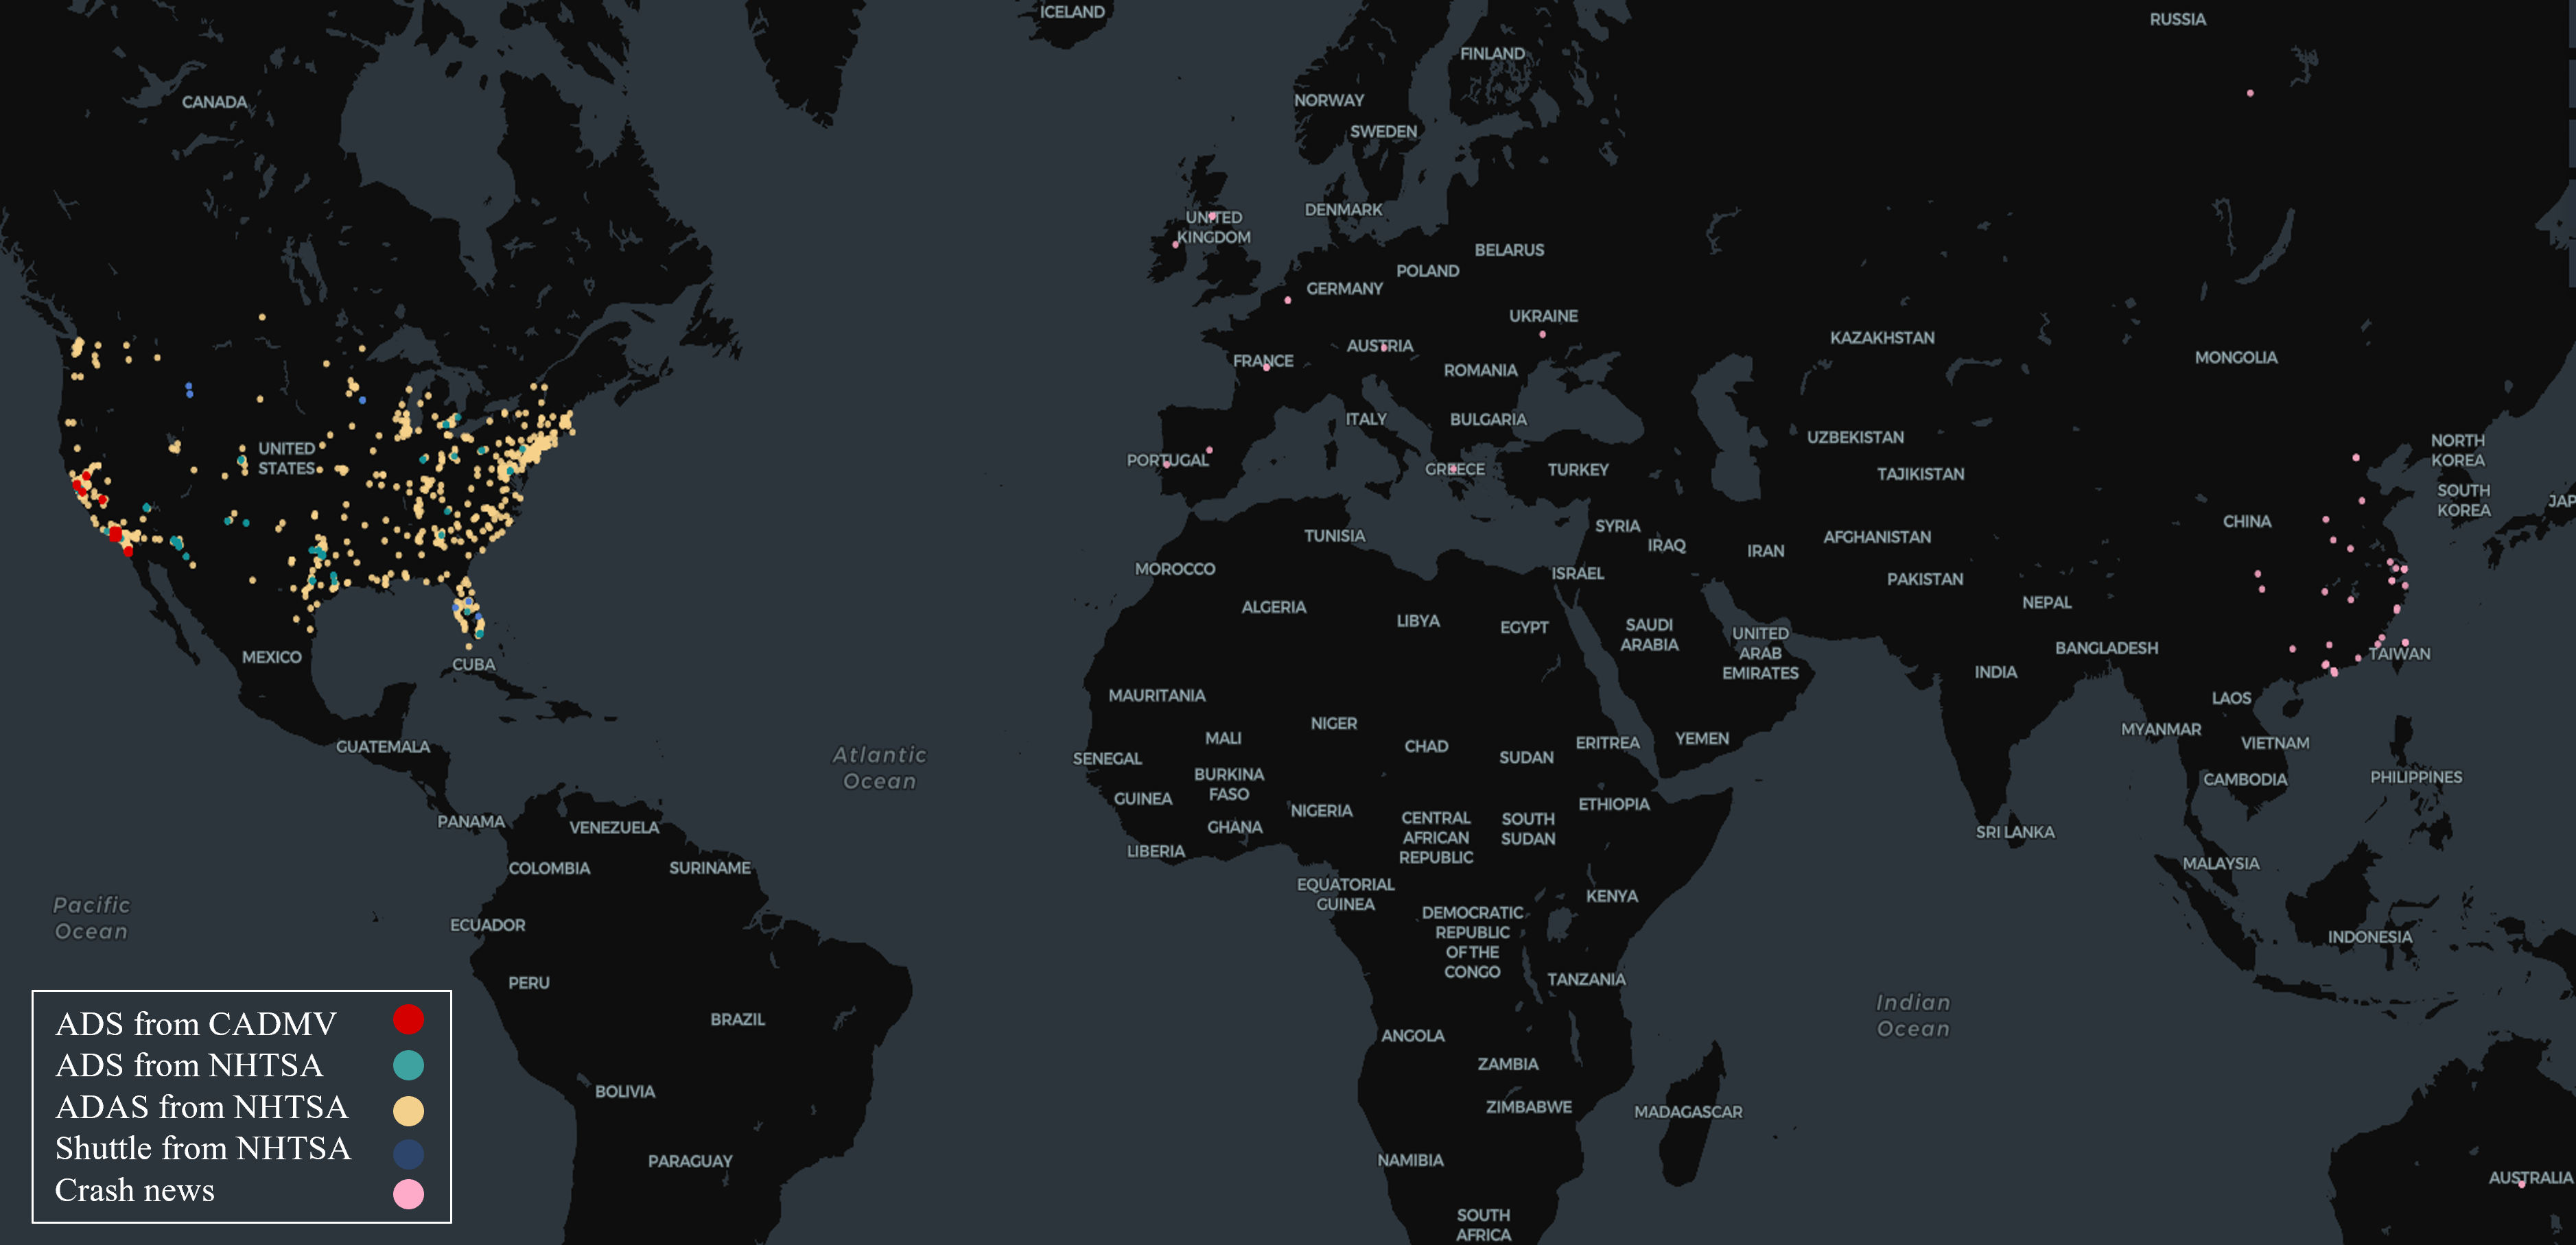 ICELAND
RUSSIA
FINLAND
CANADA
NORWAY
SWEDEN
DENMARK
UNITED
KINGDOM
BELARUS
POLAND
GERMANY
UKRAINE
KAZAKHSTAN
AUSTRIA
MONGOLIA
FRANCE
ROMANIA
ITALY
BULGARIA
UZBEKISTAN
NORTH
KOREA
UNITED
STATES
PORTUGAL
GREECE
TURKEY
TAJIKISTAN
SOUTH
KOREA
JAP
CHINA
SYRIA
TUNISIA
IRAQ
IRAN
AFGHANISTAN
MOROCCO
ISRAEL
PAKISTAN
NEPAL
ALGERIA
LIBYA
EGYPT
SAUDI
ARABIA
UNITED
ARAB
EMIRATES
BANGLADESH
TAIWAN
MEXICO
CUBA
INDIA
MAURITANIA
LAOS
NIGER
MYANMAR
MALI
CHAD
SUDAN
ERITREA
YEMEN
VIETNAM
GUATEMALA
Atlantic
Ocean
SENEGAL
BURKINA
FASO
CAMBODIA
PHILIPPINES
GUINEA
NIGERIA
ETHIOPIA
PANAMA
VENEZUELA
GHANA
CENTRAL
AFRICAN
REPUBLIC
SOUTH
SUDAN
SRI LANKA
LIBERIA
COLOMBIA
SURINAME
MALAYSIA
EQUATORIAL
GUINEA
KENYA
Pacific
Ocean
ECUADOR
DEMOCRATIC
REPUBLIC
OF THE
CONGO
INDONESIA
PERU
TANZANIA
Indian
Ocean
BRAZIL
ANGOLA
ZAMBIA
BOLIVIA
ZIMBABWE
MADAGASCAR
PARAGUAY
NAMIBIA
AUSTRALIA
SOUTH
AFRICA
ADS from CADMV
ADS from NHTSA
ADAS from NHTSA
Shuttle from NHTSA
Crash news